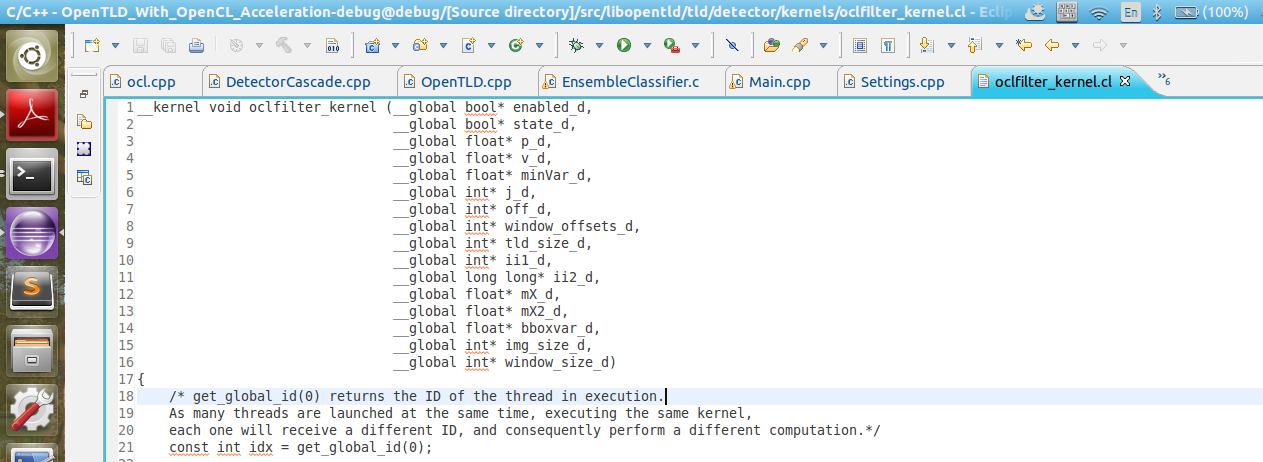 C/C++ - OpenTLD_With_OpenCL_Acceleration-debug@debug/[Source directory]/src/libopentld/tld/detector/kernels/oclfilter_kernel.cl - Eclip
En
(100%)
010
ocl.cpp DetectorCascade.cpp OpenTLD.cpp EnsembleClassifier.c Main.cpp Settings.cpp oclfilter_kernel.cl »6
1 __kernel void oclfilter_kernel (__global bool* enabled_d,
2 __global bool* state_d,
3 __global float* p_d,
4 __global float* v_d,
5 __global float* minVar_d,
6 __global int* j_d,
7 __global int* off_d,
8 __global int* window_offsets_d,
9 __global int* tld_size_d,
10 __global int* ii1_d,
11 __global long long* ii2_d,
12 __global float* mX_d,
13 __global float* mX2_d,
14 __global float* bboxvar_d,
15 __global int* img_size_d,
16 __global int* window_size_d)
17 {
18 /* get_global_id(0) returns the ID of the thread in execution.
19 As many threads are launched at the same time, executing the same kernel,
20 each one will receive a different ID, and consequently perform a different computation.*/
21 const int idx = get_global_id(0);